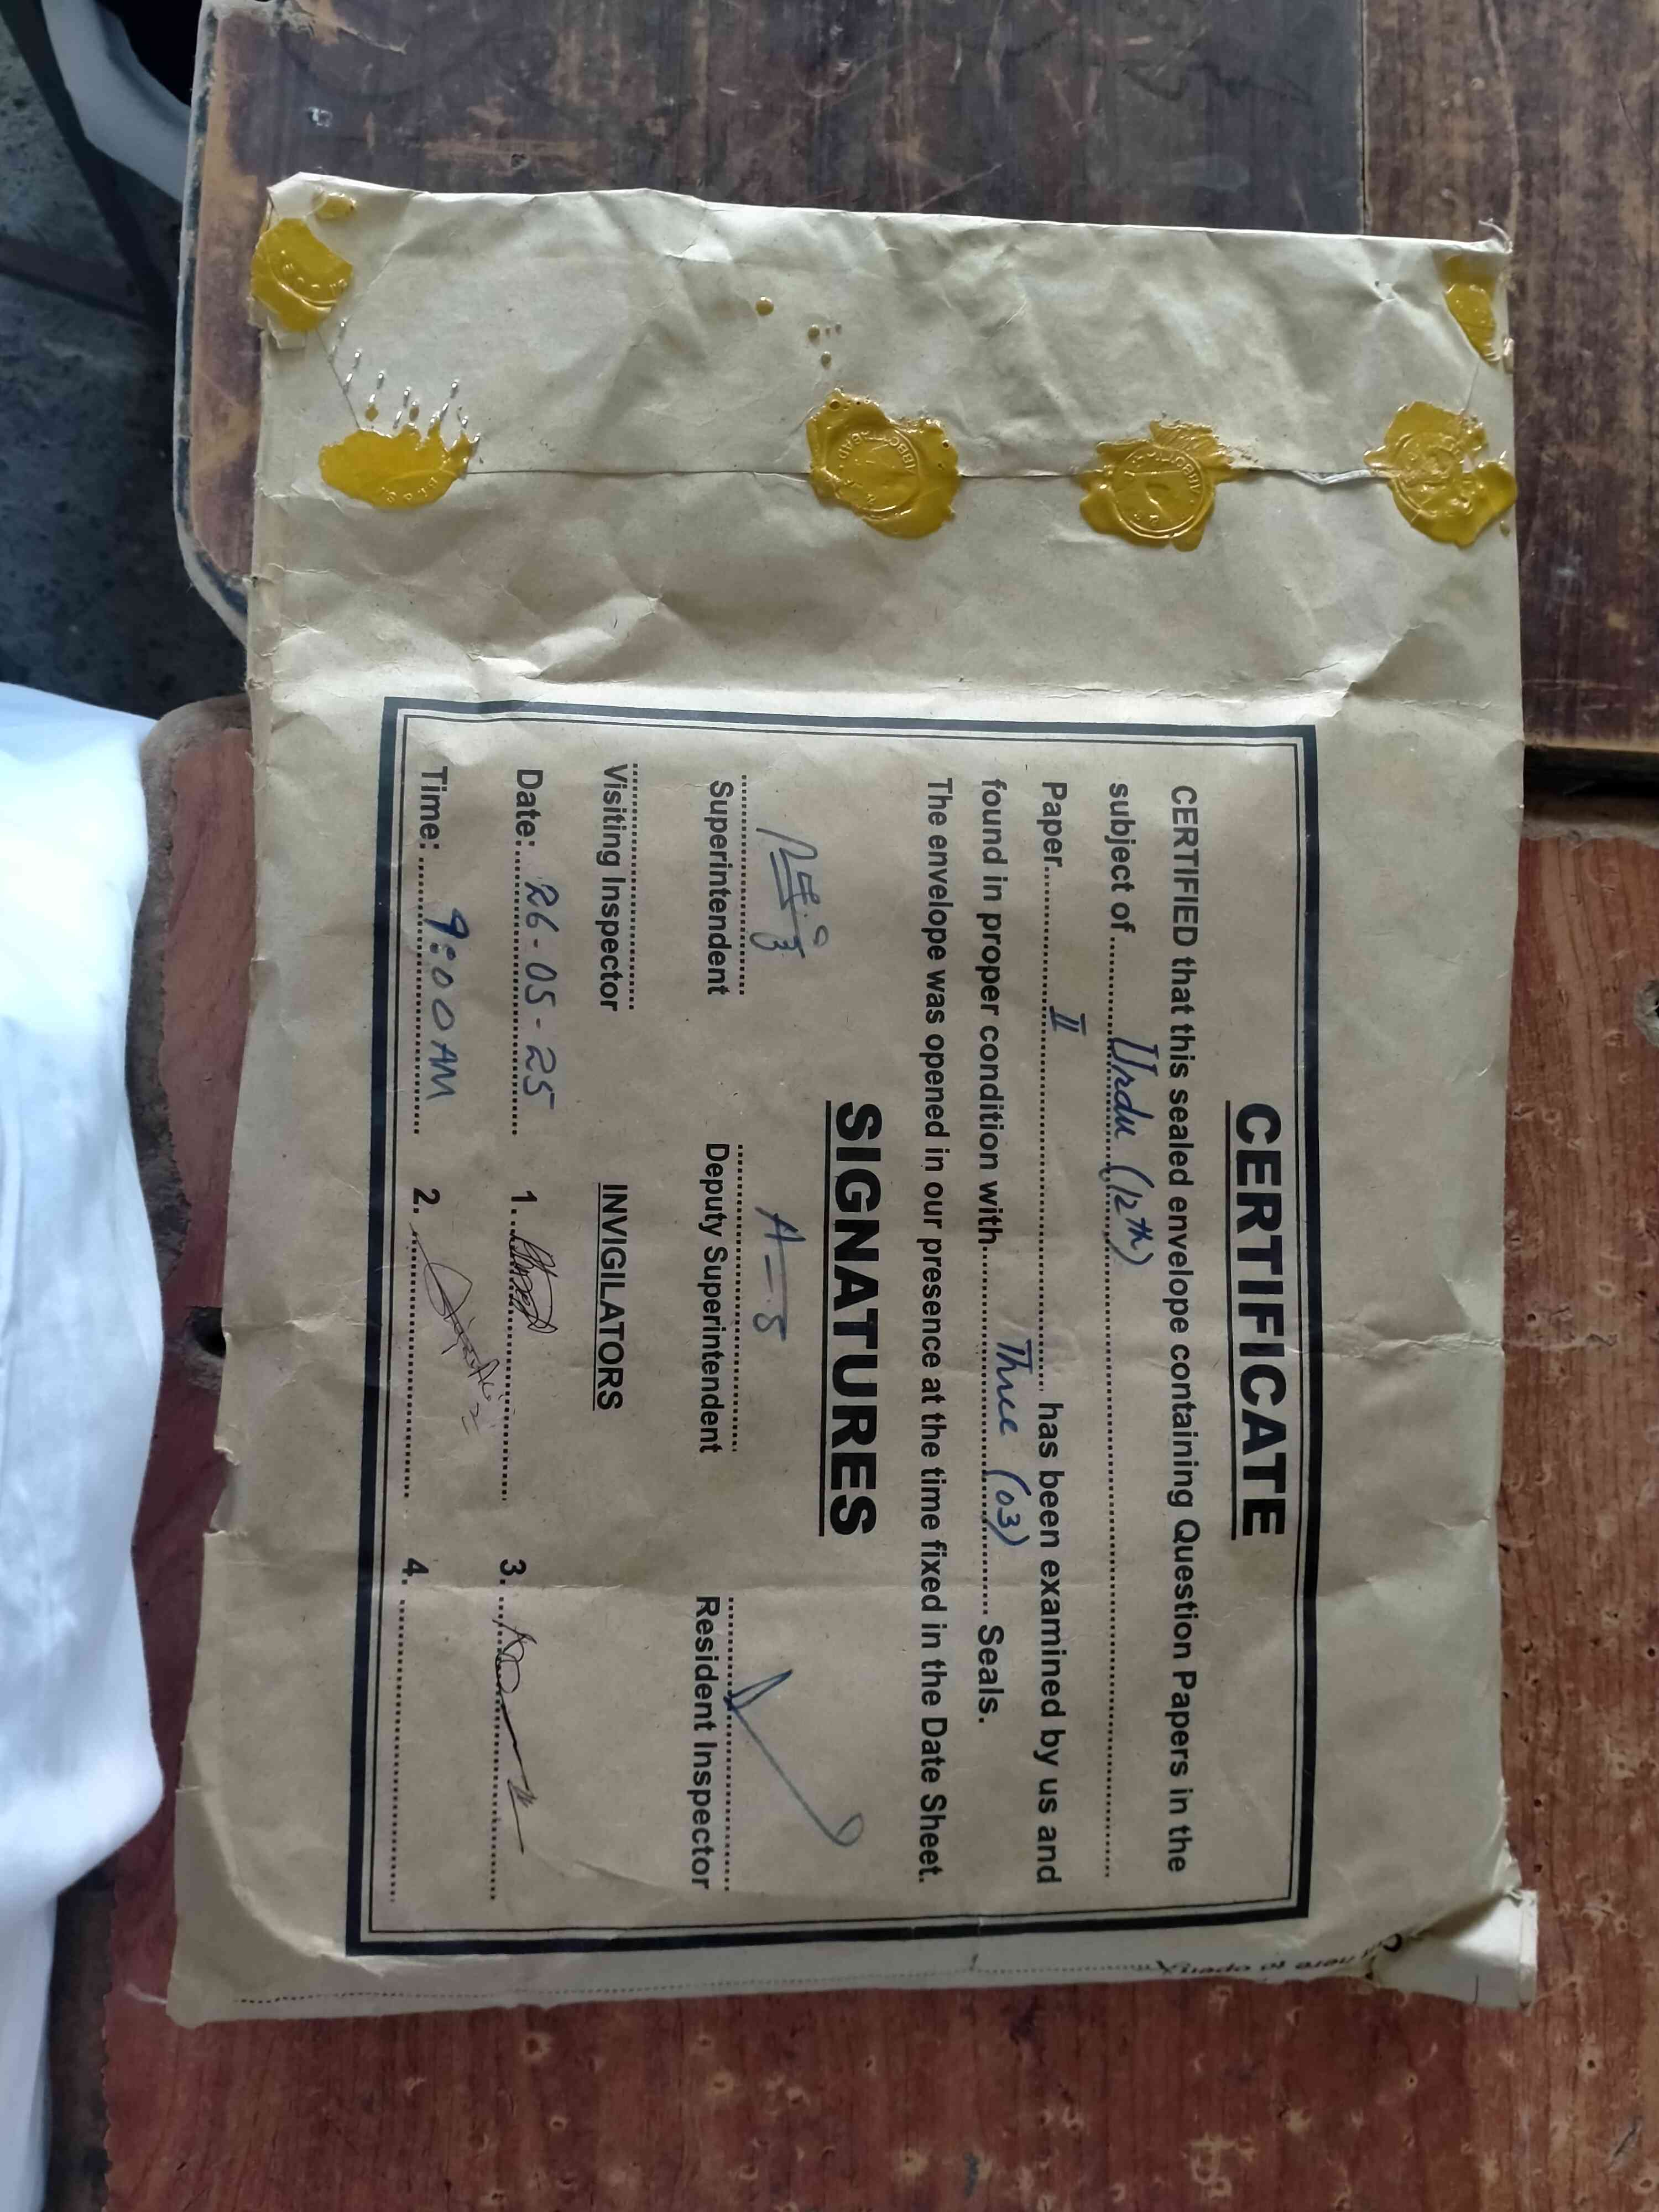 CERTIFICATE
CERTIFIED that this sealed envelope containing Question Papers in the
subject of Urdu (12th)
Paper II has been examined by us and
found in proper condition with Three (03) Seals.
The envelope was opened in our presence at the time fixed in the Date Sheet.
SIGNATURES
Superintendent Deputy Superintendent Resident Inspector
Visiting Inspector INVIGILATORS
Date: 26-05-25 1. 3.
Time: 9:00 AM 2. 4.
here to open